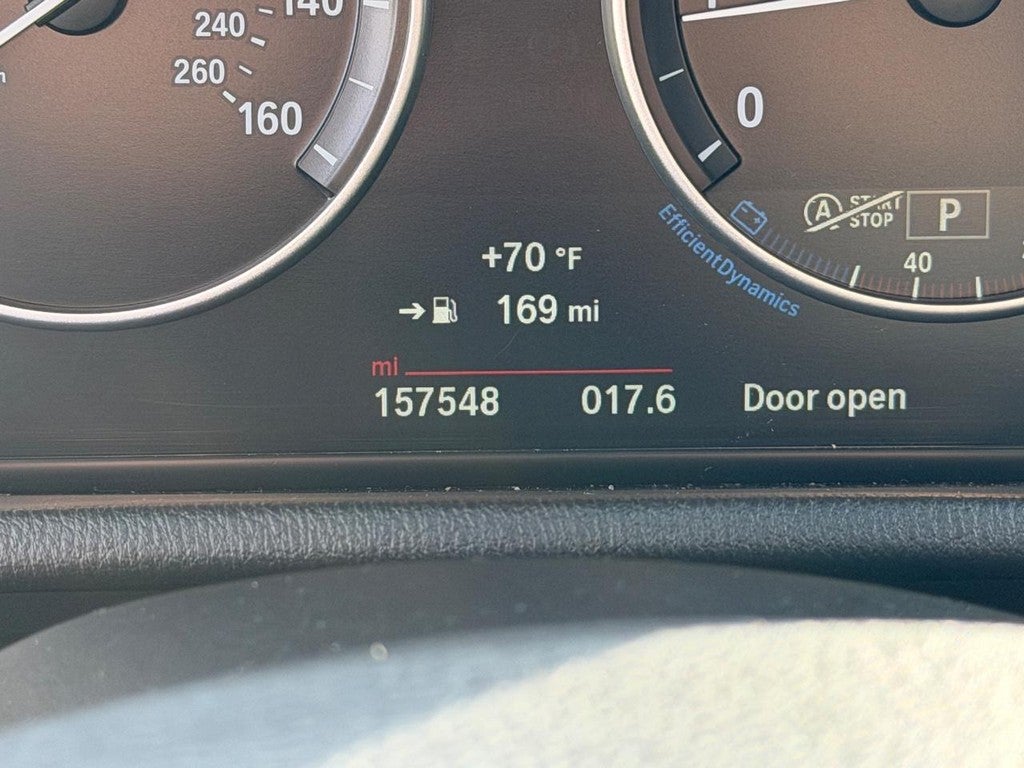 140
240
260
160
0
A START STOP
P
EfficientDynamics
40
+70 °F
169 mi
mi
157548 017.6 Door open